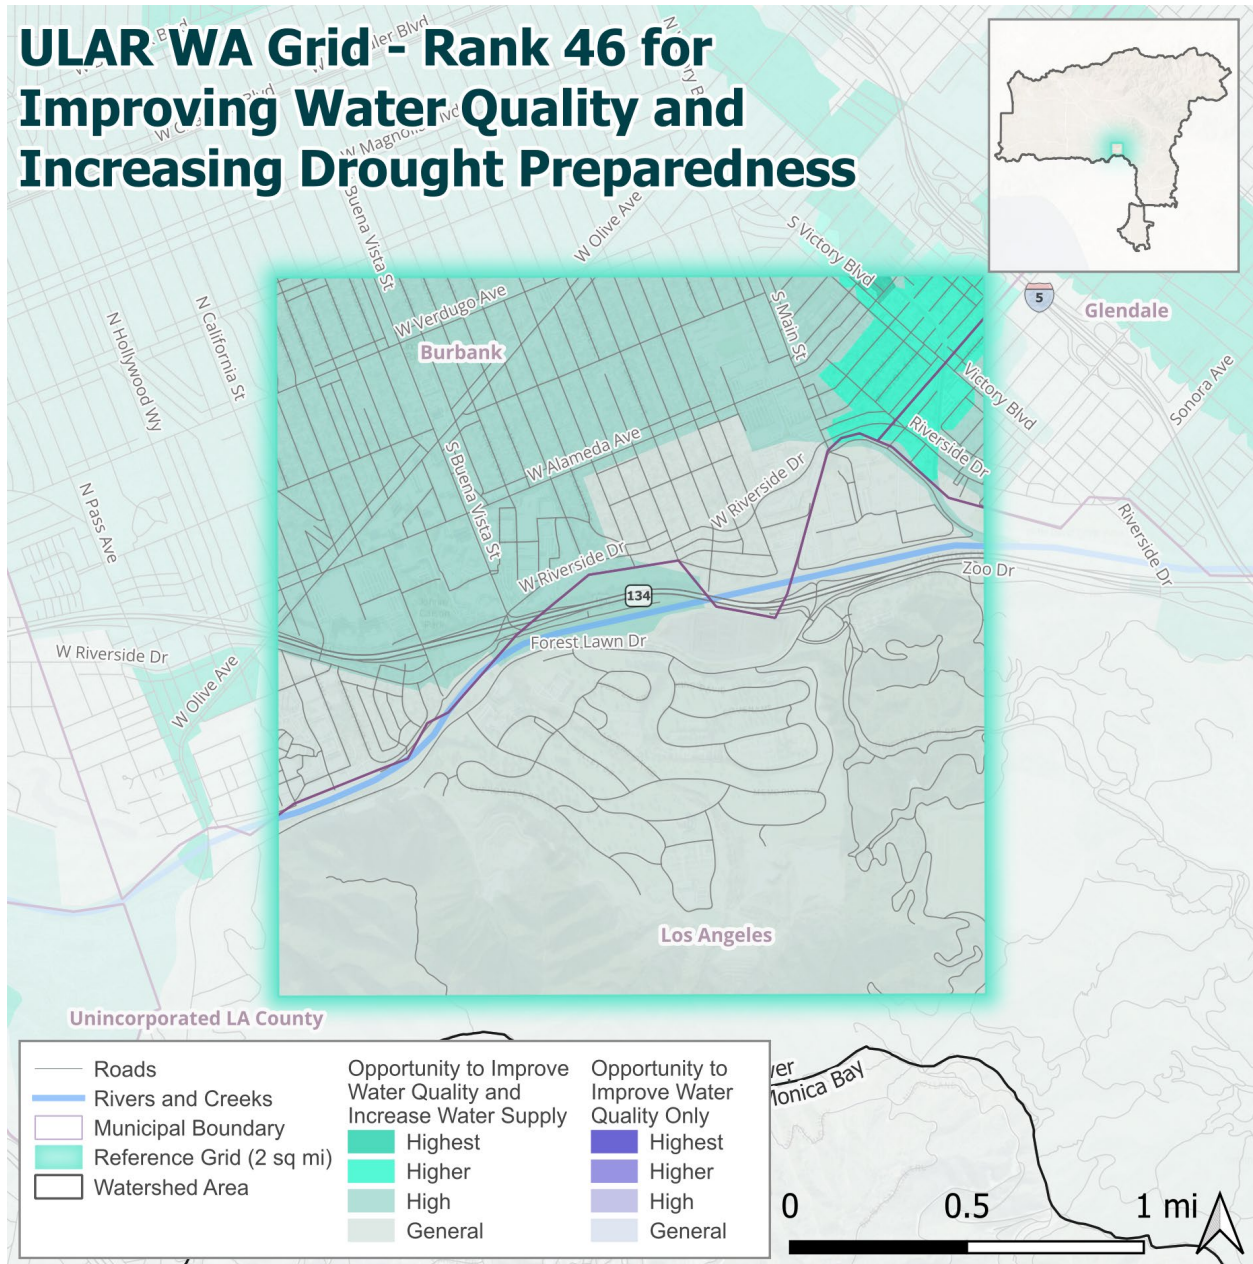 ULAR WA Grid - Rank 46 for
Improving Water Quality and
Increasing Drought Preparedness
W Magnolia Blvd
Buena Vista St
W Olive Ave
S Victory Blvd
5
Glendale
N Hollywood Wy
N California St
W Verdugo Ave
Burbank
S Main St
Victory Blvd
Sonora Ave
N Pass Ave
S Buena Vista St
W Alameda Ave
W Riverside Dr
Riverside Dr
Riverside Dr
W Riverside Dr
134
Zoo Dr
Forest Lawn Dr
W Riverside Dr
W Olive Ave
Los Angeles
Unincorporated LA County
Monica Bay
Roads
Rivers and Creeks
Municipal Boundary
Reference Grid (2 sq mi)
Watershed Area
Opportunity to Improve
Water Quality and
Increase Water Supply
Highest
Higher
High
General
Opportunity to
Improve Water
Quality Only
Highest
Higher
High
General
0 0.5 1 mi